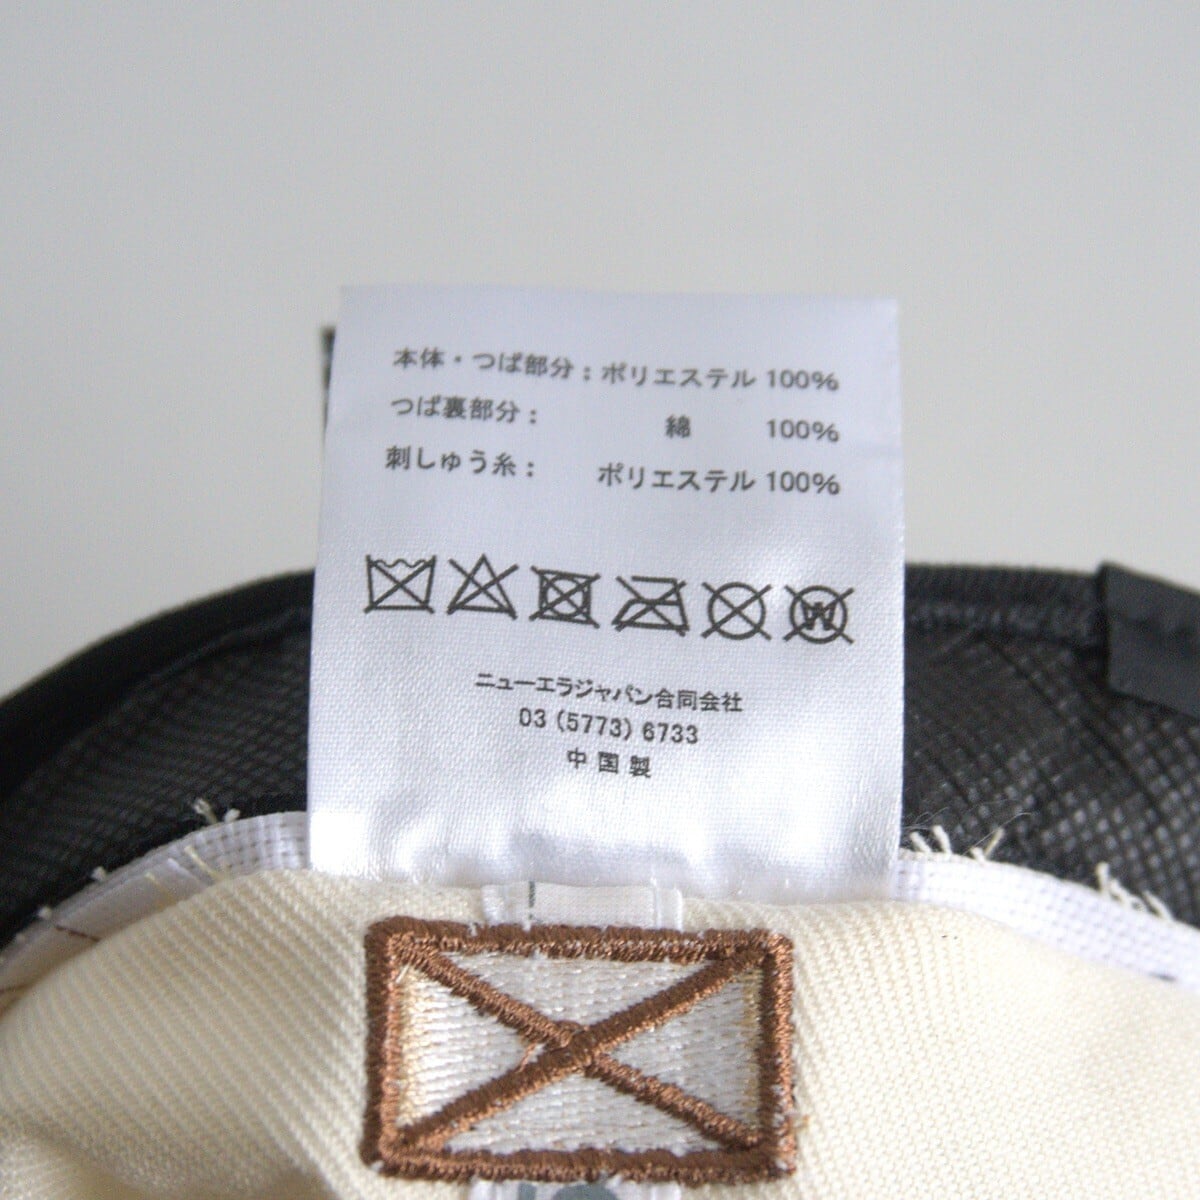 本体・つば部分：ポリエステル 100%
つば裏部分： 綿 100%
刺しゅう糸： ポリエステル 100%
W
ニューエラジャパン合同会社
03 (5773) 6733
中国製